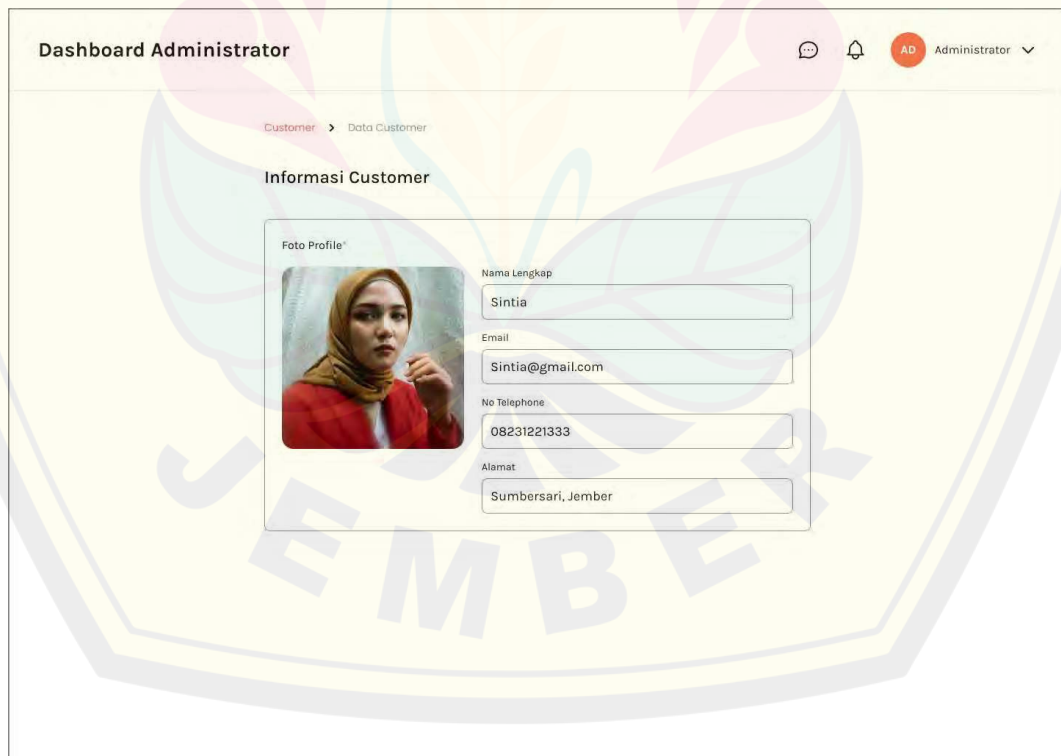 Dashboard Administrator
AD Administrator
Customer > Data Customer
Informasi Customer
Foto Profile*
Nama Lengkap
Sintia
Email
Sintia@gmail.com
No Telephone
08231221333
Alamat
Sumbersari, Jember
JEMBER